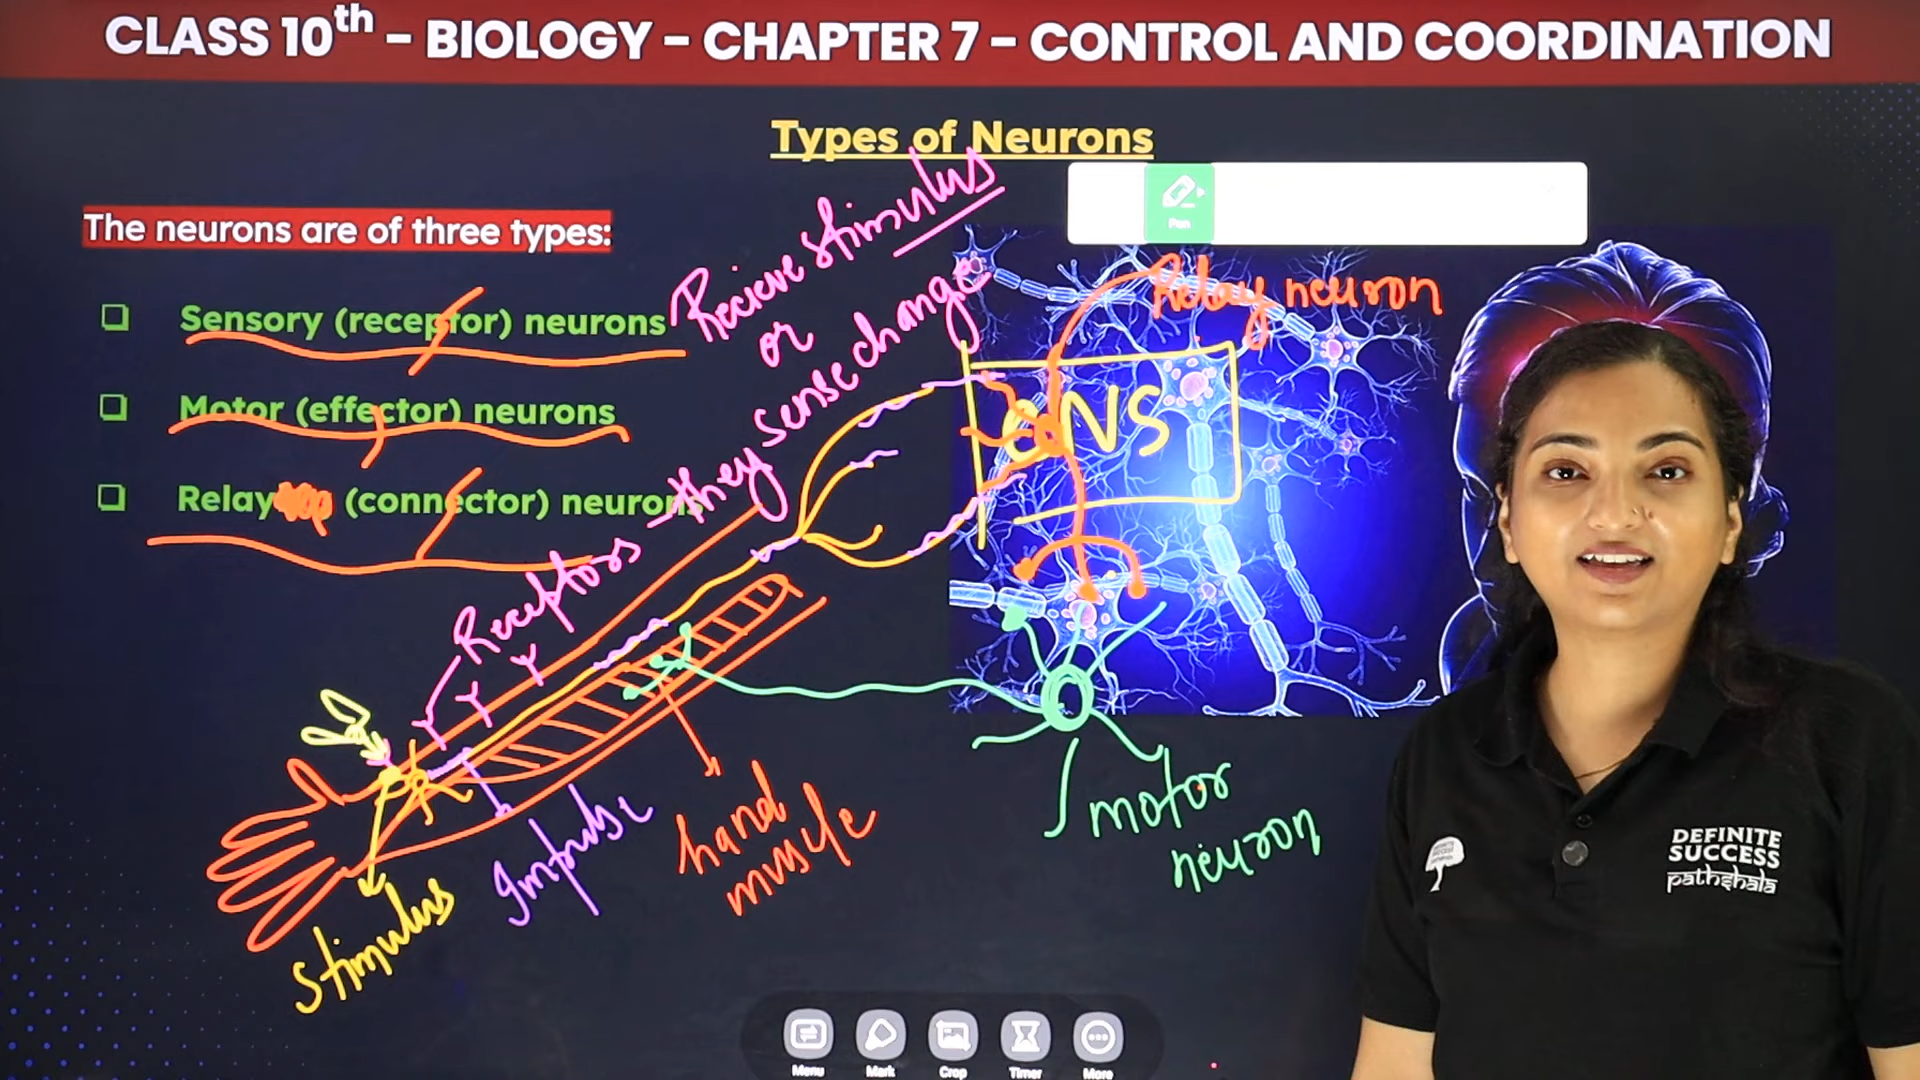 CLASS 10th - BIOLOGY - CHAPTER 7 - CONTROL AND COORDINATION
Types of Neurons
Pen
The neurons are of three types:
Sensory (receptor) neurons
Motor (effector) neurons
Relay (connector) neurons
Recieve stimulus
or
Receptors - they sense change
Relay neuron
CNS
Stimulus
Impulse
hand
muscle
motor
neuron
DEFINITE
SUCCESS
pathshala
Menu
Mark
Crop
Timer
More